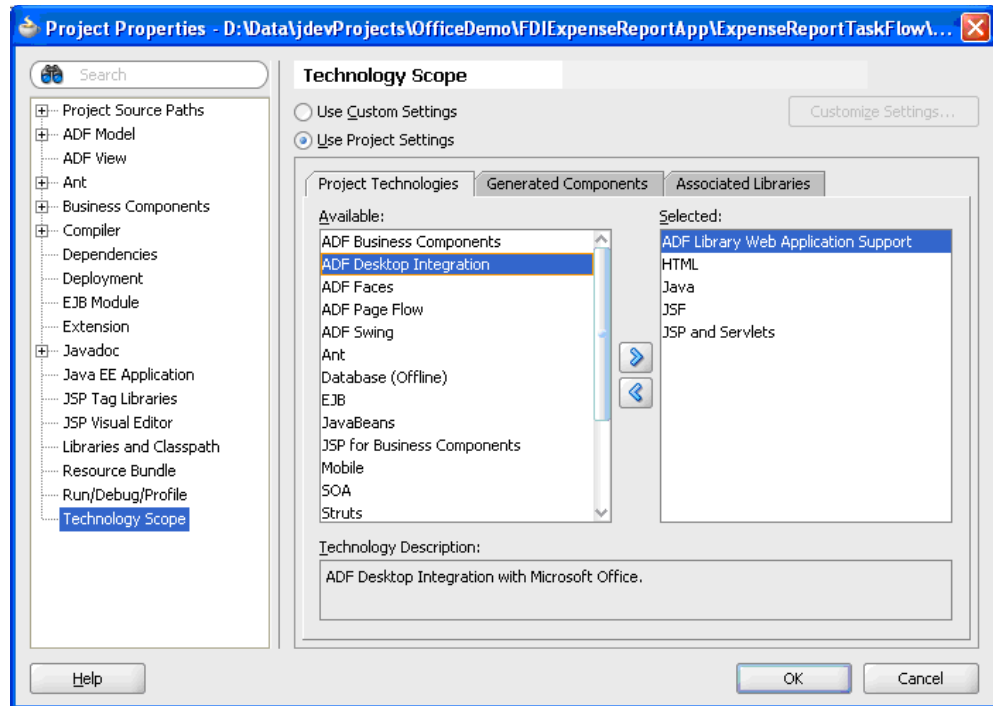 Project Properties - D:\Data\jdevProjects\OfficeDemo\FDIExpenseReportApp\ExpenseReportTaskFlow\...
Search
Project Source Paths
ADF Model
ADF View
Ant
Business Components
Compiler
Dependencies
Deployment
EJB Module
Extension
Javadoc
Java EE Application
JSP Tag Libraries
JSP Visual Editor
Libraries and Classpath
Resource Bundle
Run/Debug/Profile
Technology Scope
Technology Scope
Use Custom Settings
Customize Settings...
Use Project Settings
Project Technologies
Generated Components
Associated Libraries
Available:
ADF Business Components
ADF Desktop Integration
ADF Faces
ADF Page Flow
ADF Swing
Ant
Database (Offline)
EJB
JavaBeans
JSP for Business Components
Mobile
SOA
Struts
Selected:
ADF Library Web Application Support
HTML
Java
JSF
JSP and Servlets
Technology Description:
ADF Desktop Integration with Microsoft Office.
Help
OK
Cancel